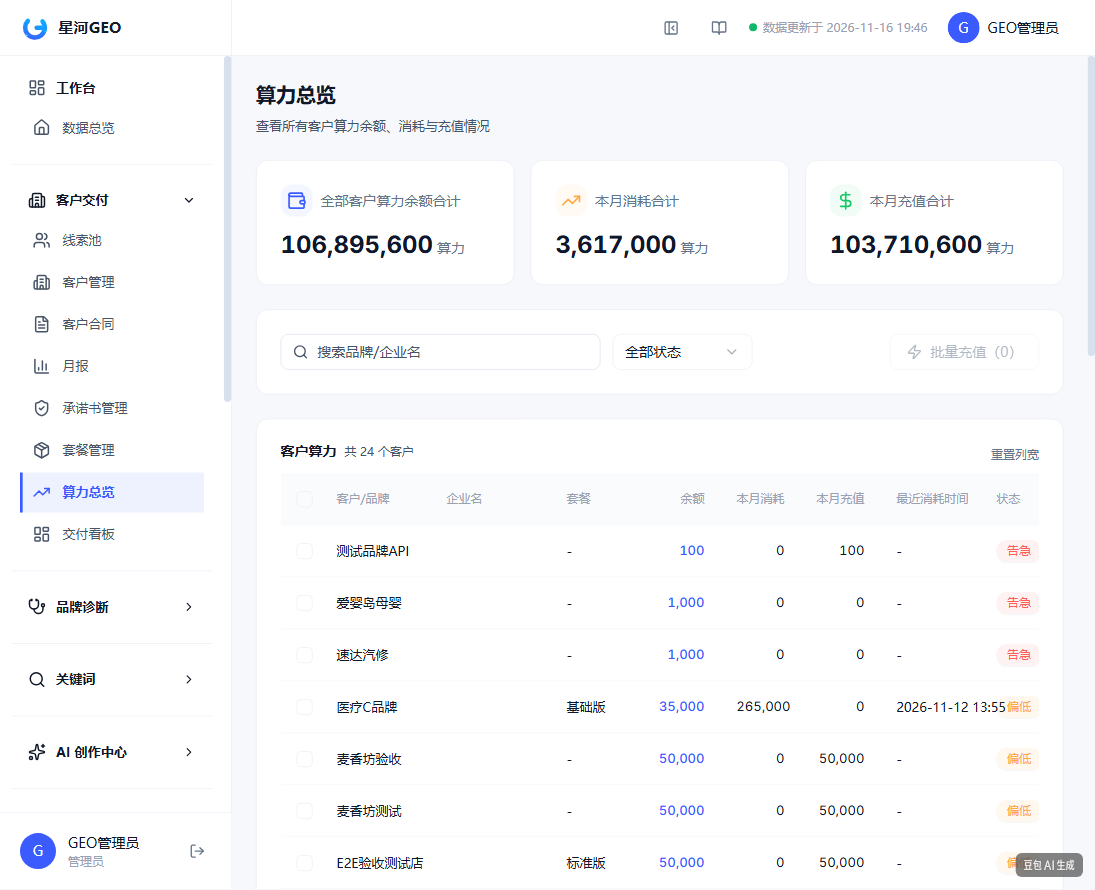 星河GEO
数据更新于 2026-11-16 19:46
G
GEO管理员
工作台
数据总览
客户交付
线索池
客户管理
客户合同
月报
承诺书管理
套餐管理
算力总览
交付看板
品牌诊断
关键词
AI 创作中心
G
GEO管理员
管理员
算力总览
查看所有客户算力余额、消耗与充值情况
全部客户算力余额合计
106,895,600 算力
本月消耗合计
3,617,000 算力
本月充值合计
103,710,600 算力
搜索品牌/企业名
全部状态
批量充值（0）
客户算力 共 24 个客户
重置列宽
客户/品牌 企业名 套餐 余额 本月消耗 本月充值 最近消耗时间 状态
测试品牌API - 100 0 100 - 告急
爱婴岛母婴 - 1,000 0 0 - 告急
速达汽修 - 1,000 0 0 - 告急
医疗C品牌 基础版 35,000 265,000 0 2026-11-12 13:55 偏低
麦香坊验收 - 50,000 0 50,000 - 偏低
麦香坊测试 - 50,000 0 50,000 - 偏低
E2E验收测试店 标准版 50,000 0 50,000 - 偏
豆包 AI 生成